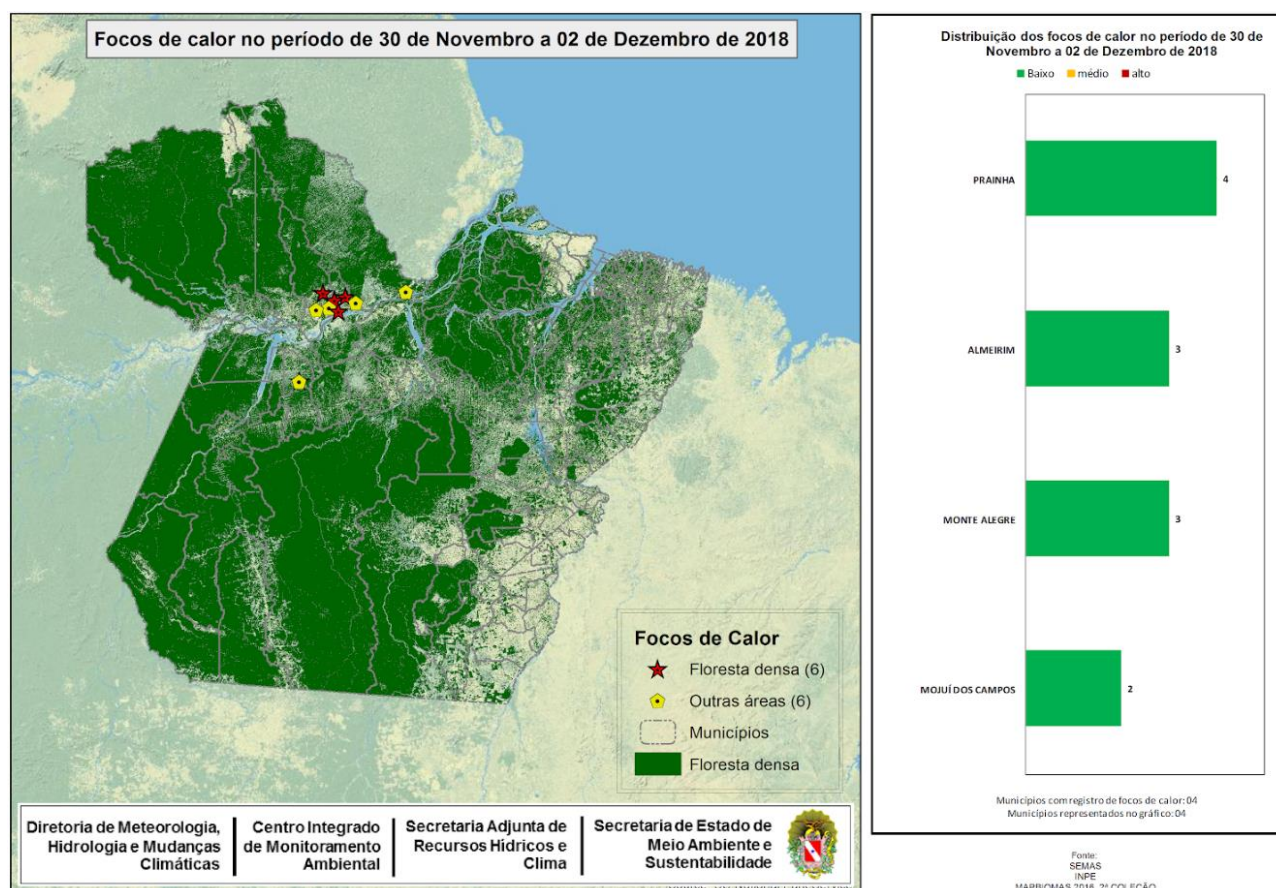 Focos de calor no período de 30 de Novembro a 02 de Dezembro de 2018
Focos de Calor
Floresta densa (6)
Outras áreas (6)
Municípios
Floresta densa
Diretoria de Meteorologia,
Hidrologia e Mudanças
Climáticas
Centro Integrado
de Monitoramento
Ambiental
Secretaria Adjunta de
Recursos Hídricos e
Clima
Secretaria de Estado de
Meio Ambiente e
Sustentabilidade
Distribuição dos focos de calor no período de 30 de
Novembro a 02 de Dezembro de 2018
Baixo médio alto
PRAINHA 4
ALMEIRIM 3
MONTE ALEGRE 3
MOJUÍ DOS CAMPOS 2
Municípios com registro de focos de calor: 04
Municípios representados no gráfico: 04
Fonte:
SEMAS
INPE
MAPBIOMAS 2016, 2ª COLEÇÃO